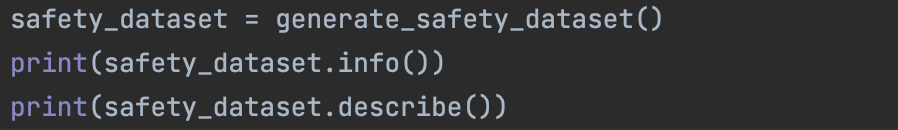 safety_dataset = generate_safety_dataset()
print(safety_dataset.info())
print(safety_dataset.describe())